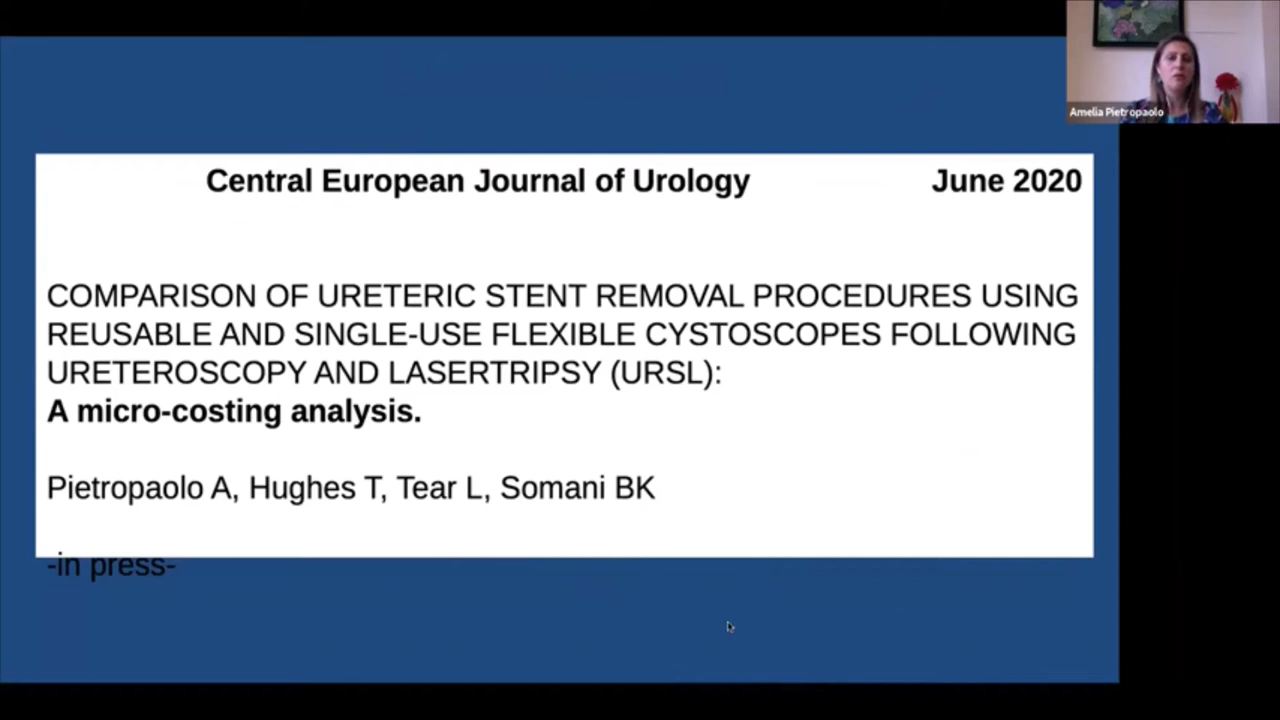 Amelia Pietropaolo
Central European Journal of Urology June 2020
COMPARISON OF URETERIC STENT REMOVAL PROCEDURES USING
REUSABLE AND SINGLE-USE FLEXIBLE CYSTOSCOPES FOLLOWING
URETEROSCOPY AND LASERTRIPSY (URSL):
A micro-costing analysis.
Pietropaolo A, Hughes T, Tear L, Somani BK
-in press-